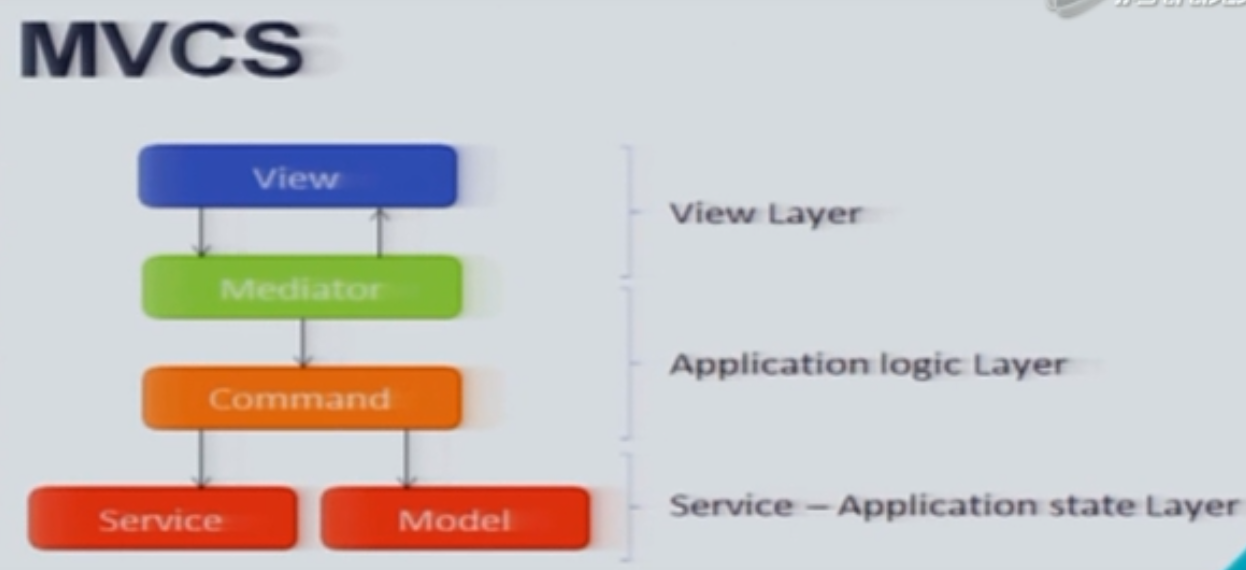 MVCS
View
View Layer
Mediator
Application logic Layer
Command
Service
Model
Service – Application state Layer